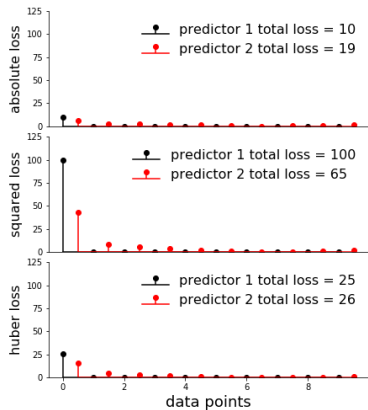 absolute loss
125
100
75
50
25
0
predictor 1 total loss = 10
predictor 2 total loss = 19
squared loss
125
100
75
50
25
0
predictor 1 total loss = 100
predictor 2 total loss = 65
huber loss
125
100
75
50
25
0
predictor 1 total loss = 25
predictor 2 total loss = 26
0 2 4 6 8
data points